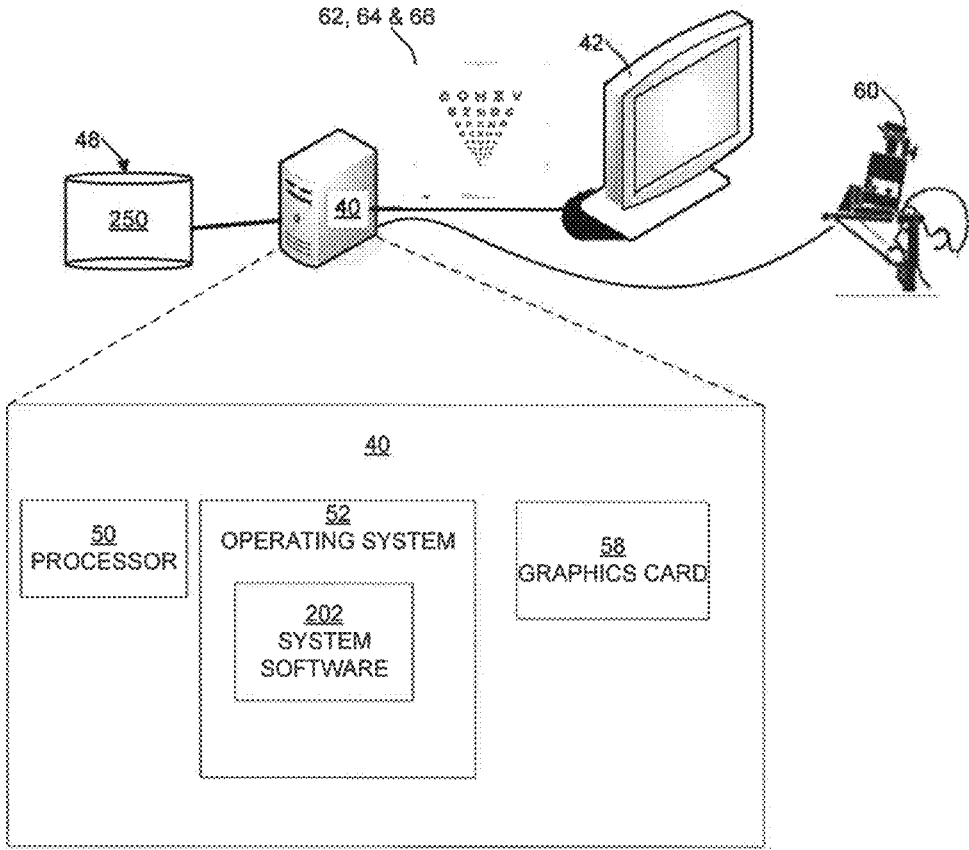 62, 64 & 66
42
60
48
250
40
40
50
PROCESSOR
52
OPERATING SYSTEM
202
SYSTEM
SOFTWARE
58
GRAPHICS CARD